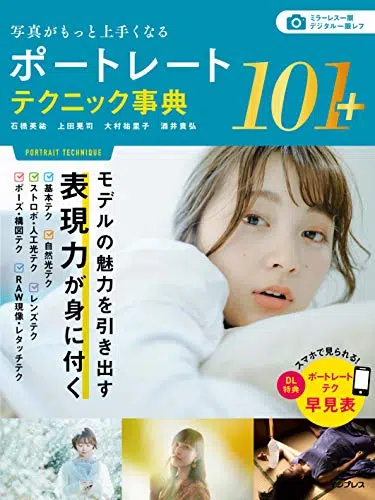 写真がもっと上手くなる
ミラーレス一眼
デジタル一眼レフ
ポートレート
テクニック事典
101+
石橋英祐 上田晃司 大村祐里子 酒井貴弘
PORTRAIT TECHNIQUE
モデルの魅力を引き出す
表現力が身に付く
基本テク 自然光テク
ストロボ・人工光テク レンズテク
ポーズ・構図テク RAW現像・レタッチテク
スマホで見られる!
DL
特典
ポートレート
テク
早見表
インプレス